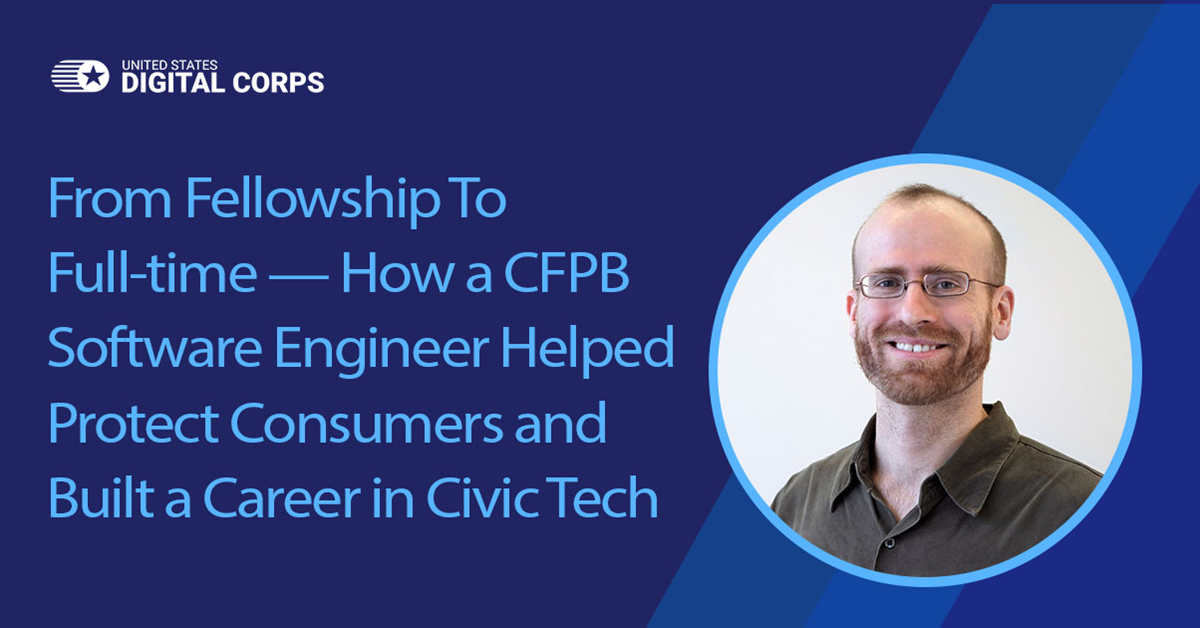 UNITED STATES
DIGITAL CORPS
From Fellowship To
Full-time — How a CFPB
Software Engineer Helped
Protect Consumers and
Built a Career in Civic Tech